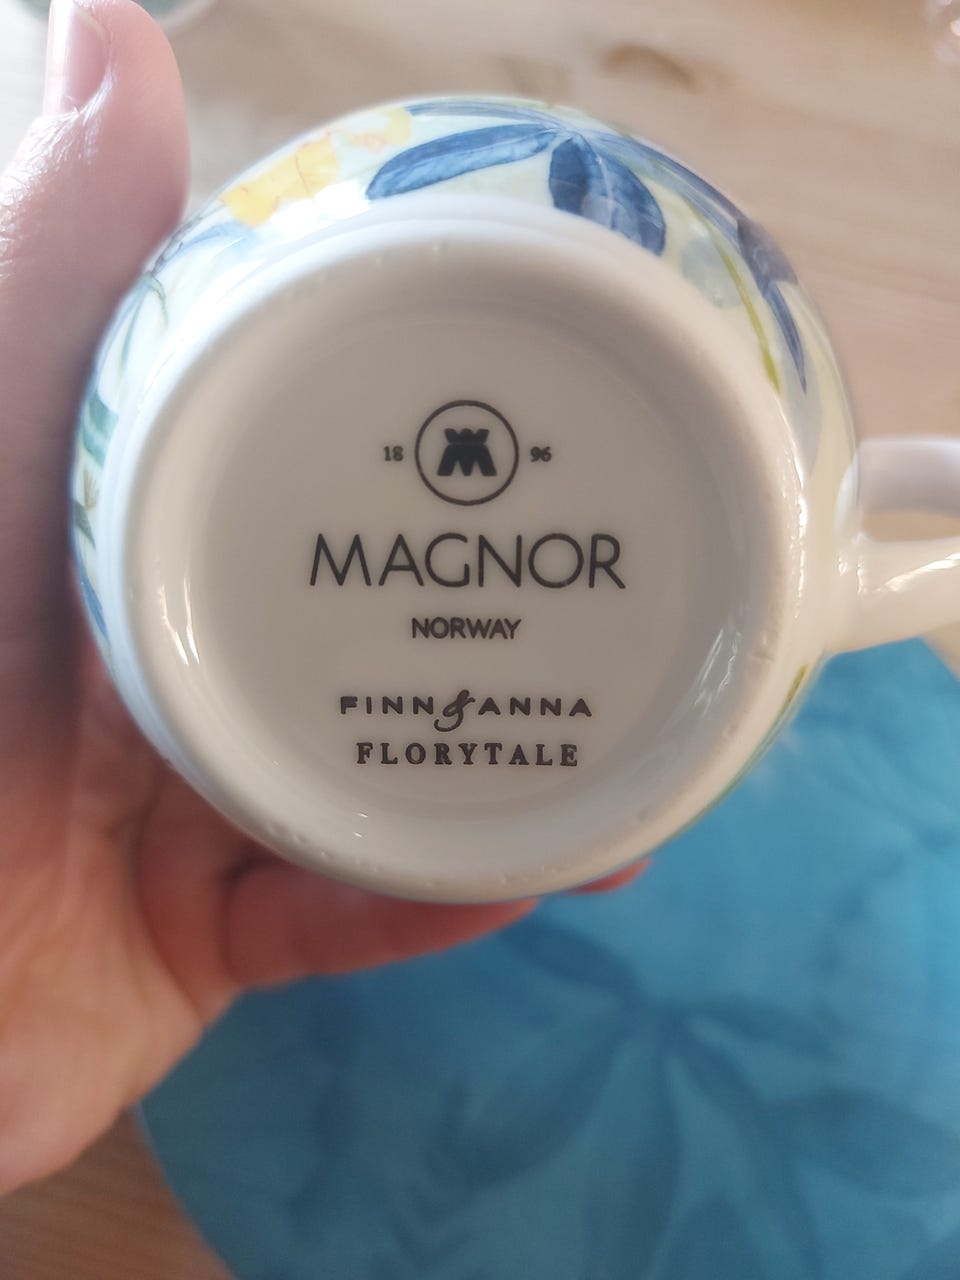 18 96
MAGNOR
NORWAY
FINN & ANNA
FLORYTALE